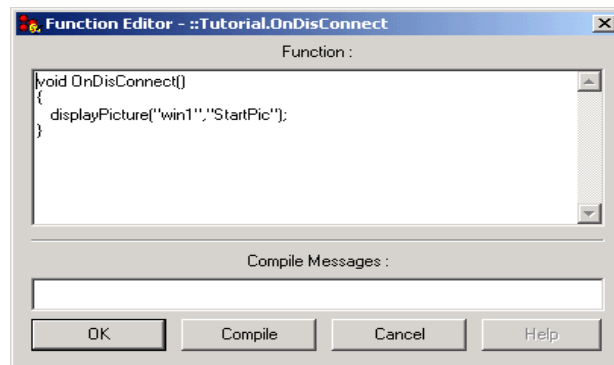 Function Editor - ::Tutorial.OnDisConnect
Function :
void OnDisConnect()
{
displayPicture("win1","StartPic");
}
Compile Messages :
OK Compile Cancel Help